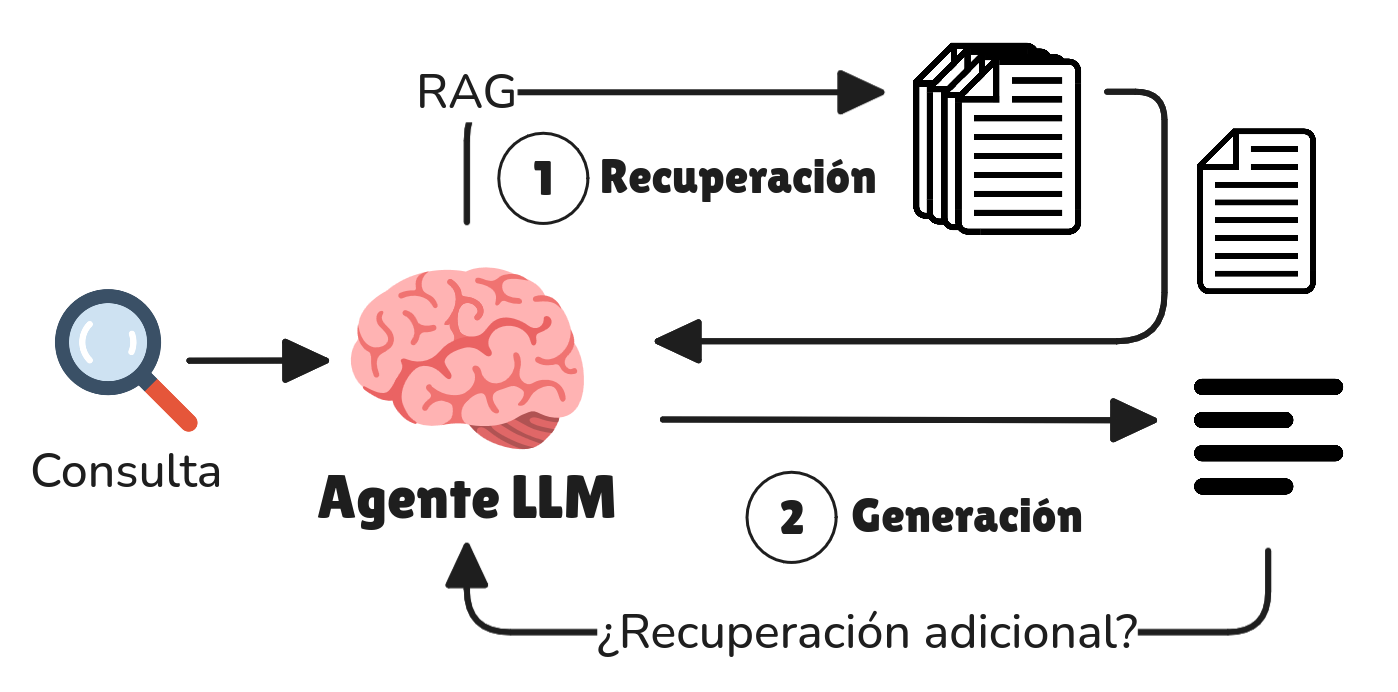 RAG
1 Recuperación
Consulta
Agente LLM
2 Generación
¿Recuperación adicional?